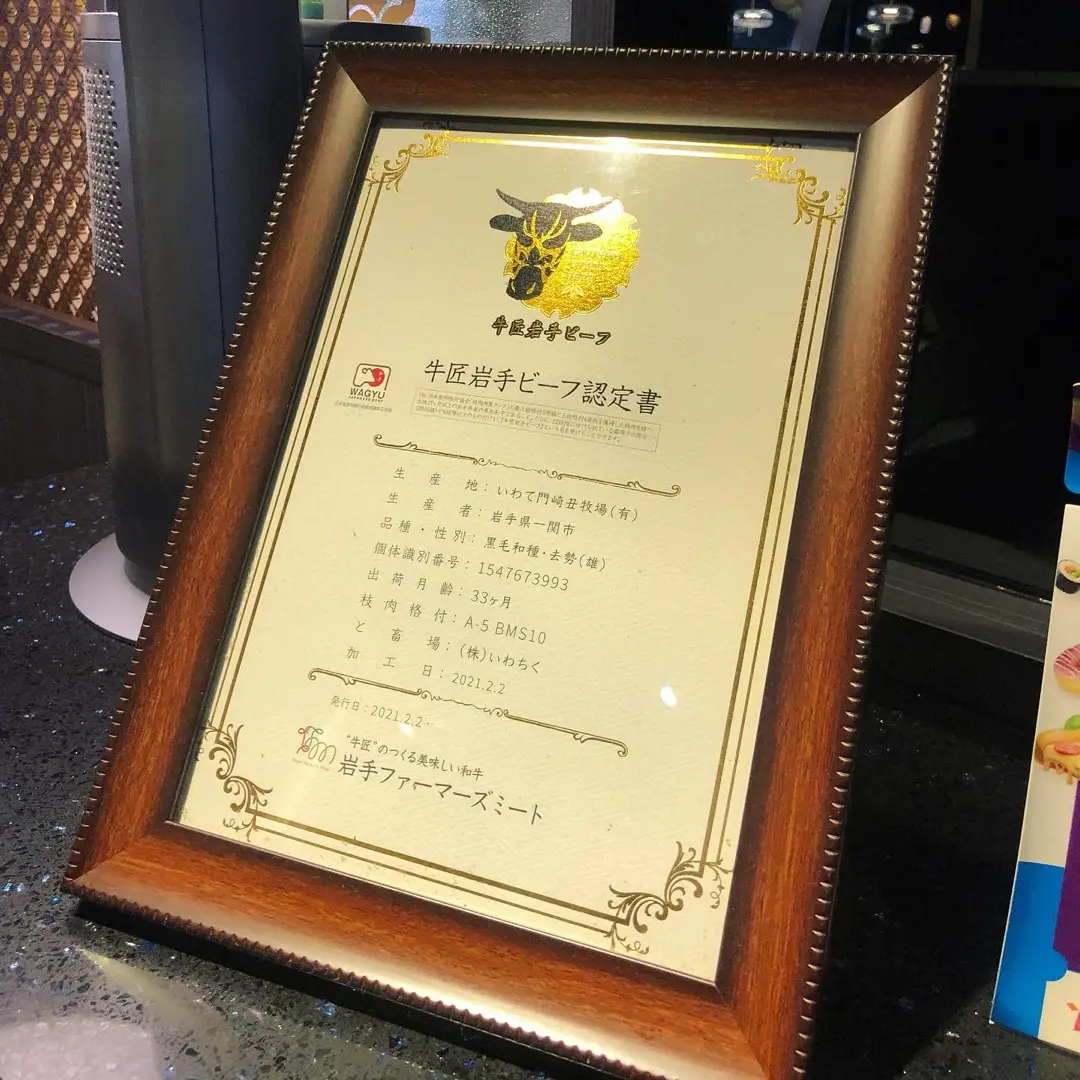 牛匠岩手ビーフ
WAGYU
JAPANESE BEEF
牛匠岩手ビーフ認定書
生産地：いわて門崎丑牧場(有)
生産者：岩手県一関市
品種・性別：黒毛和種・去勢(雄)
個体識別番号：1547673993
出荷月齢：33ヶ月
枝肉格付：A-5 BMS10
と畜場：(株)いわちく
加工日：2021.2.2
発行日：2021.2.2
"牛匠"のつくる美味しい和牛
岩手ファーマーズミート